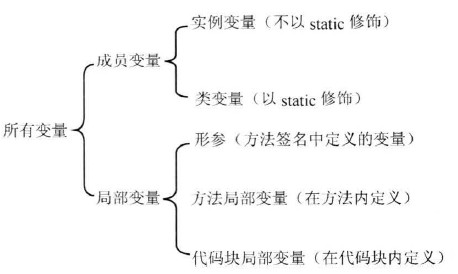 实例变量（不以 static 修饰）
成员变量
类变量（以 static 修饰）
所有变量
形参（方法签名中定义的变量）
局部变量
方法局部变量（在方法内定义）
代码块局部变量（在代码块内定义）